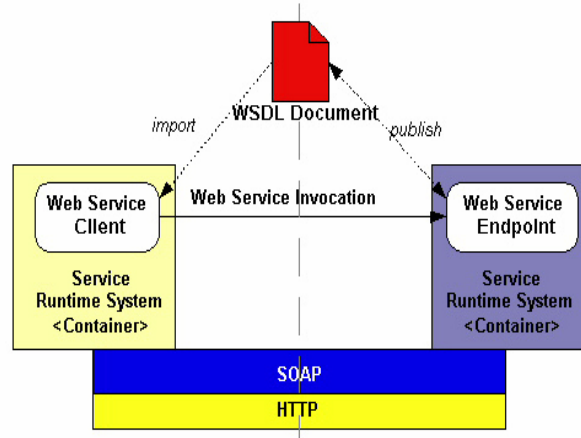 WSDL Document
import
publish
Web Service
Client
Web Service Invocation
Web Service
Endpoint
Service
Runtime System
<Container>
Service
Runtime System
<Container>
SOAP
HTTP